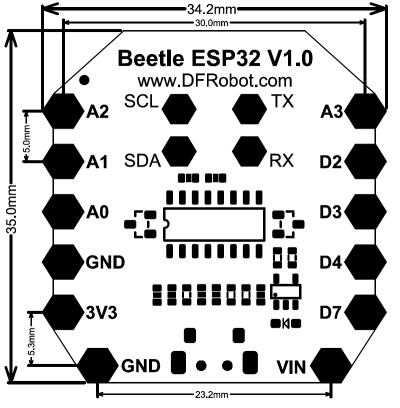 34.2mm
30.0mm
Beetle ESP32 V1.0
www.DFRobot.com
SCL TX
A2 A3
5.0mm
SDA RX
A1 D2
A0 D3
35.0mm
GND D4
3V3 D7
5.3mm
GND VIN
23.2mm